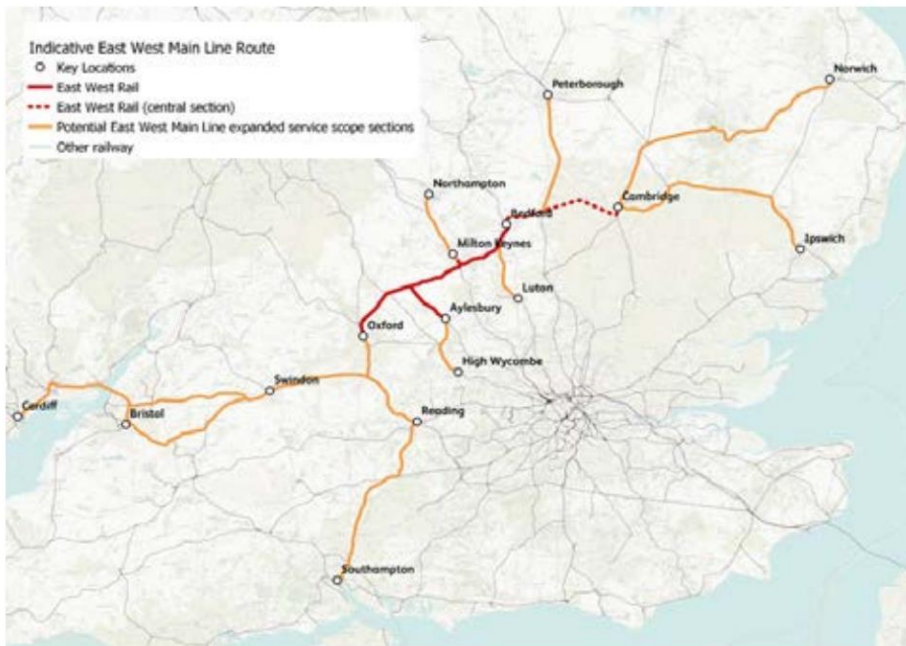 Indicative East West Main Line Route
Key Locations
East West Rail
East West Rail (central section)
Potential East West Main Line expanded service scope sections
Other railway
Norwich
Peterborough
Northampton
Cambridge
Bedford
Milton Keynes
Ipswich
Luton
Aylesbury
Oxford
High Wycombe
Swindon
Cardiff
Bristol
Reading
Southampton